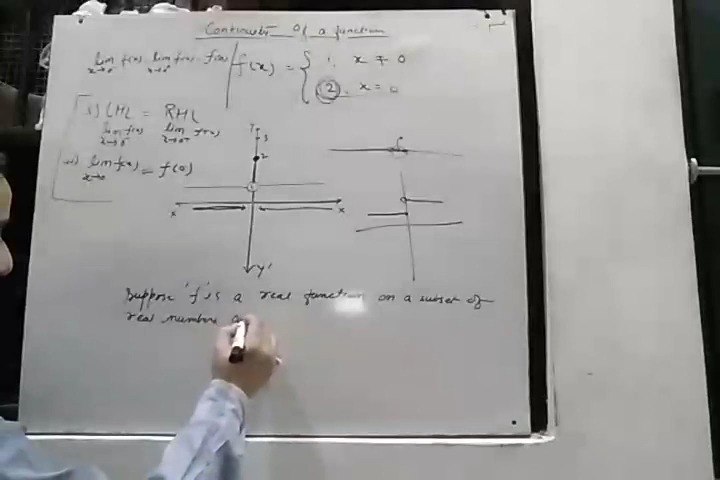 Continuity of a function
lim x→0⁻ f(x) lim x→0⁺ f(x) f(x)
f(x) = { 1, x ≠ 0
2, x = 0
i) LHL = RHL
lim x→0⁻ f(x) lim x→0⁺ f(x)
ii) lim x→0 f(x) = f(0)
Y
3
2
X X
Y'
Suppose 'f' is a real function on a subset of
real numbers